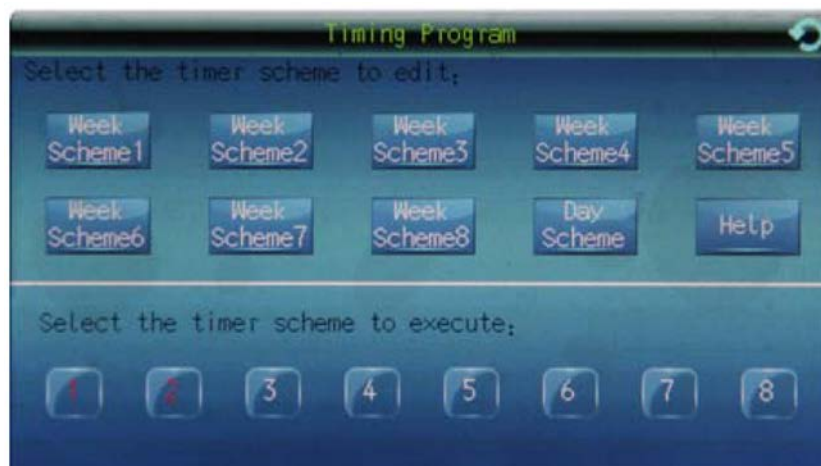 Timing Program
Select the timer scheme to edit:
Week Scheme1
Week Scheme2
Week Scheme3
Week Scheme4
Week Scheme5
Week Scheme6
Week Scheme7
Week Scheme8
Day Scheme
Help
Select the timer scheme to execute:
1 2 3 4 5 6 7 8